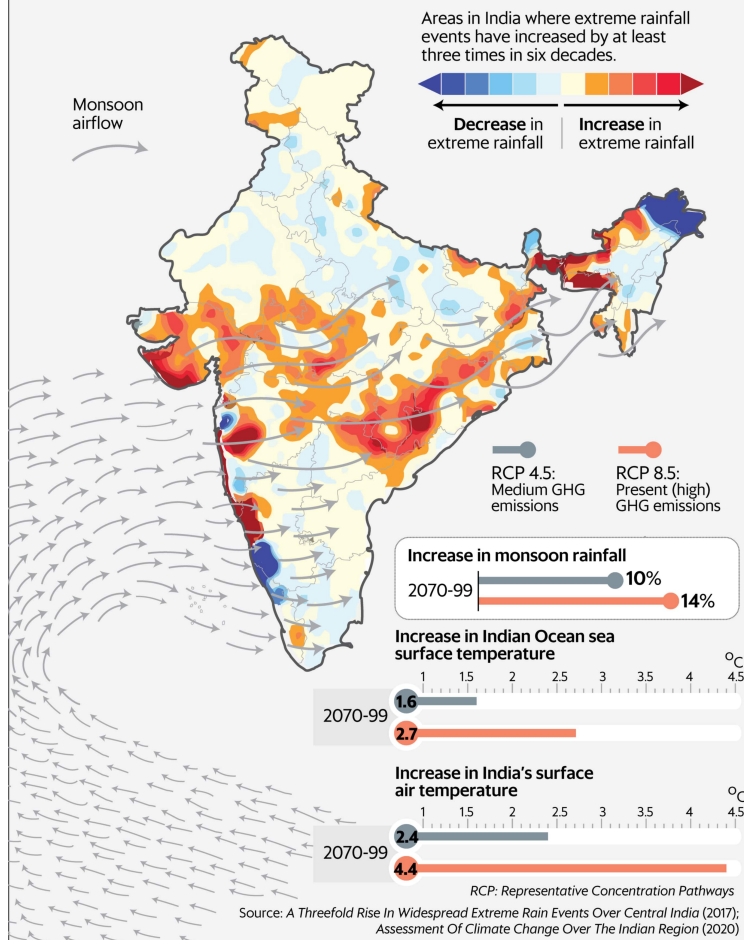 Areas in India where extreme rainfall
events have increased by at least
three times in six decades.
Monsoon
airflow
Decrease in
extreme rainfall
Increase in
extreme rainfall
RCP 4.5:
Medium GHG
emissions
RCP 8.5:
Present (high)
GHG emissions
Increase in monsoon rainfall
2070-99
10%
14%
Increase in Indian Ocean sea
surface temperature
°C
1 1.5 2 2.5 3 3.5 4 4.5
2070-99
1.6
2.7
Increase in India's surface
air temperature
°C
1 1.5 2 2.5 3 3.5 4 4.5
2070-99
2.4
4.4
RCP: Representative Concentration Pathways
Source: A Threefold Rise In Widespread Extreme Rain Events Over Central India (2017);
Assessment Of Climate Change Over The Indian Region (2020)